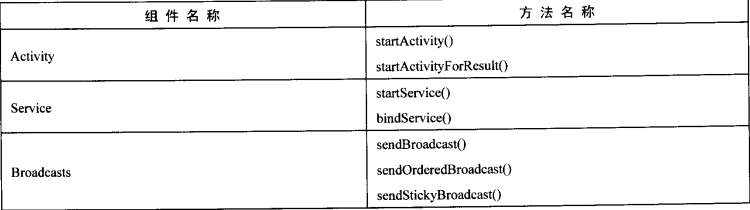 组件名称 方法名称
Activity
startActivity()
startActivityForResult()
Service
startService()
bindService()
Broadcasts
sendBroadcast()
sendOrderedBroadcast()
sendStickyBroadcast()